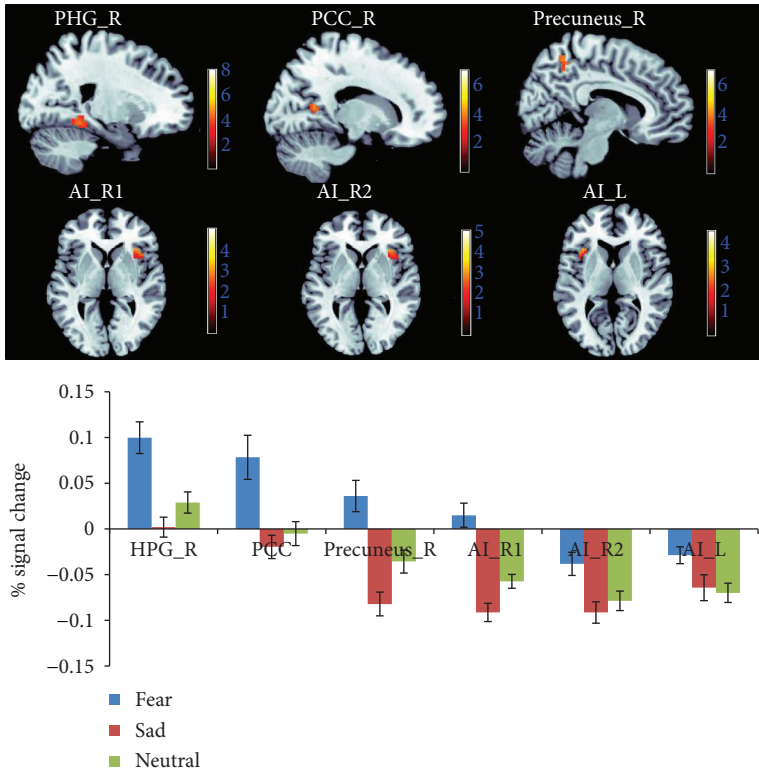 PHG_R
PCC_R
Precuneus_R
8
6
4
2
6
4
2
6
4
2
AI_R1
AI_R2
AI_L
4
3
2
1
5
4
3
2
1
4
3
2
1
0.15
0.1
0.05
0
−0.05
−0.1
−0.15
% signal change
HPG_R
PCC
Precuneus_R
AI_R1
AI_R2
AI_L
Fear
Sad
Neutral